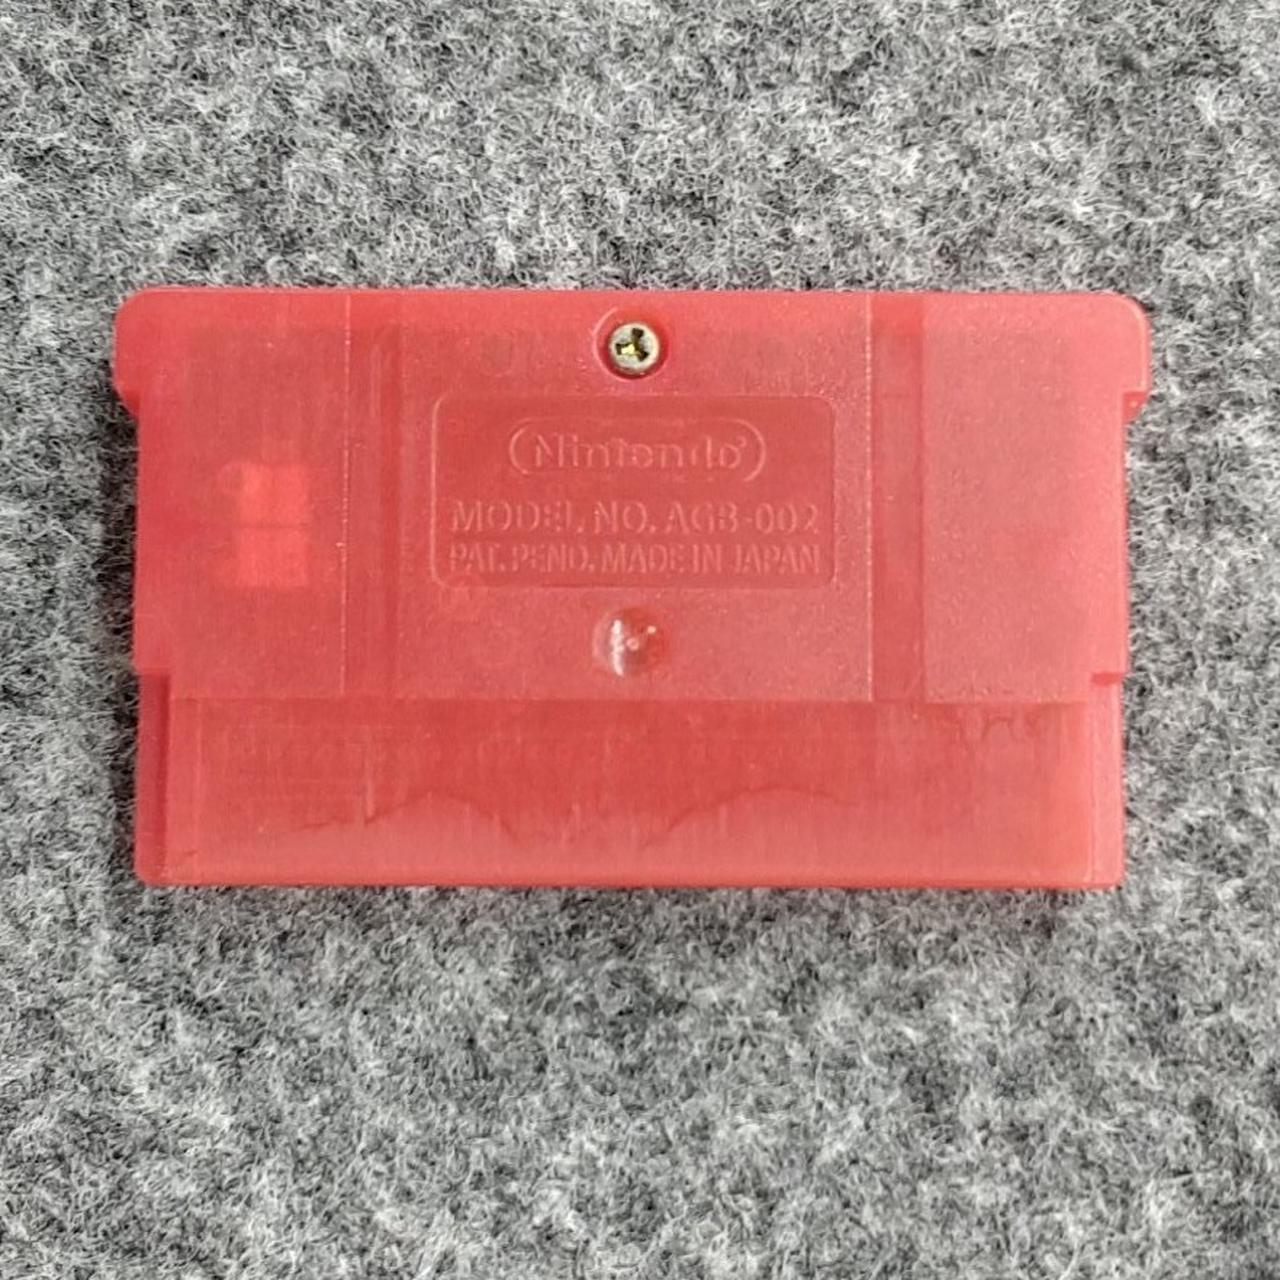 Nintendo®
MODEL NO. AGB-002
PAT. PEND. MADE IN JAPAN